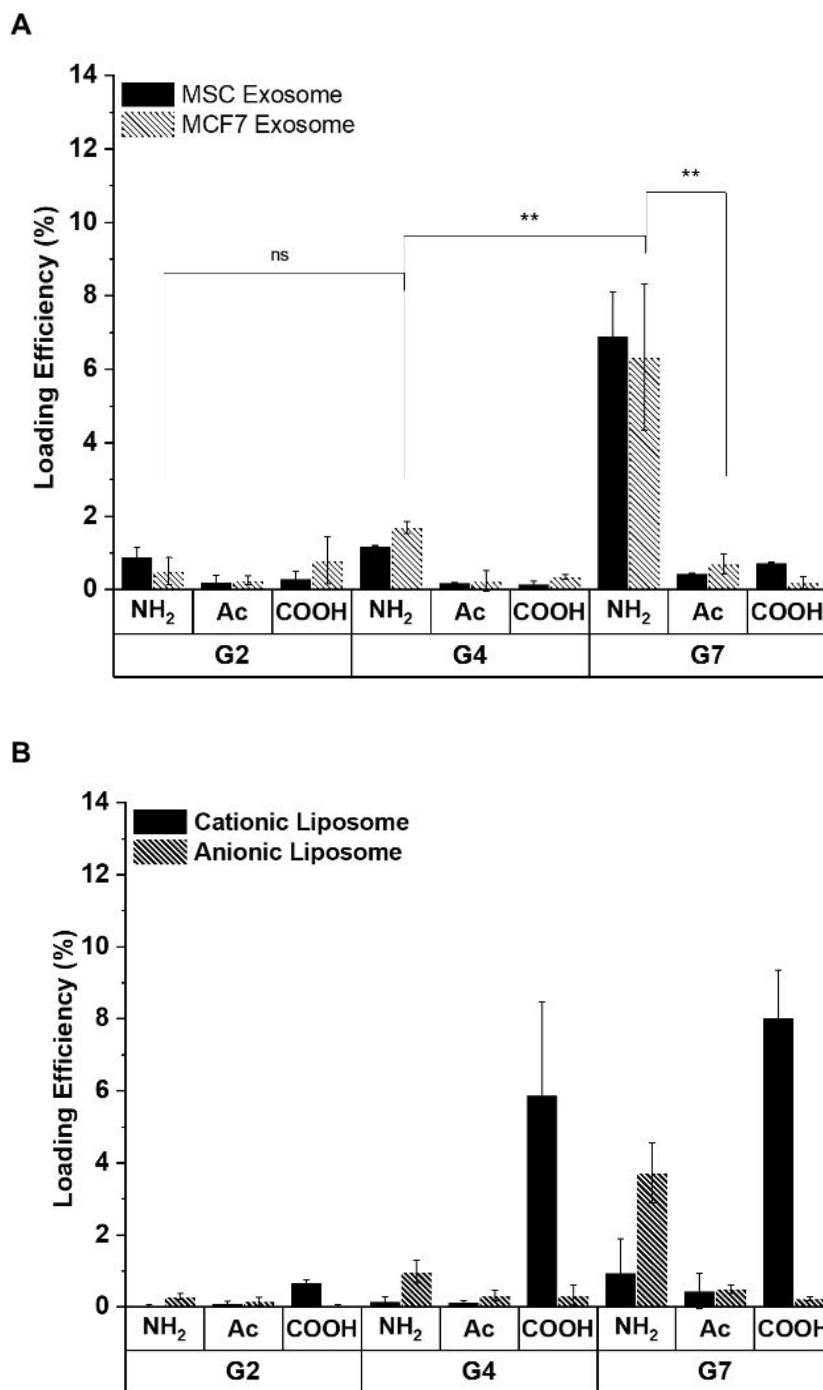 A
14
MSC Exosome
MCF7 Exosome
12
**
10
**
ns
8
6
4
2
0
Loading Efficiency (%)
NH₂ Ac COOH NH₂ Ac COOH NH₂ Ac COOH
G2 G4 G7
B
14
Cationic Liposome
Anionic Liposome
12
10
8
6
4
2
0
Loading Efficiency (%)
NH₂ Ac COOH NH₂ Ac COOH NH₂ Ac COOH
G2 G4 G7